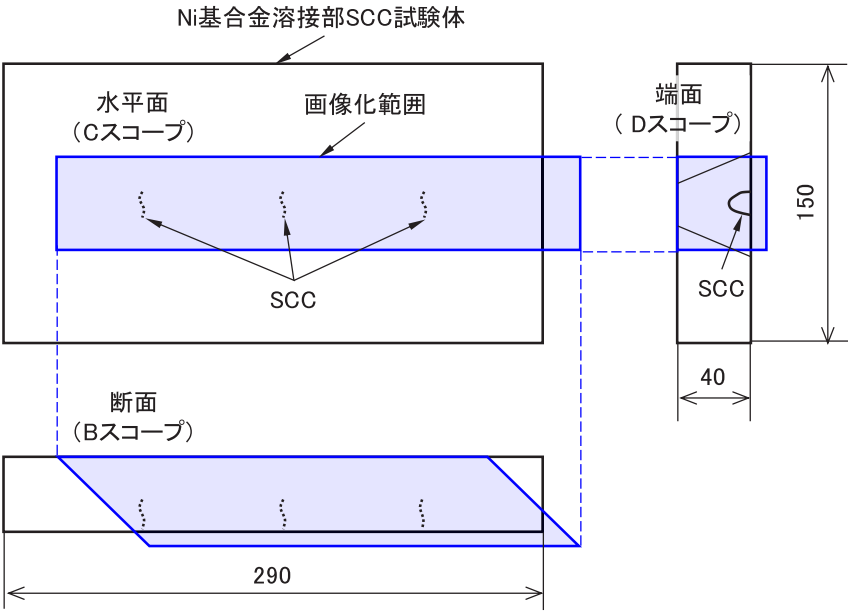 Ni基合金溶接部SCC試験体
水平面
（Cスコープ）
画像化範囲
端面
（ Dスコープ）
SCC
SCC
150
40
断面
（Bスコープ）
290